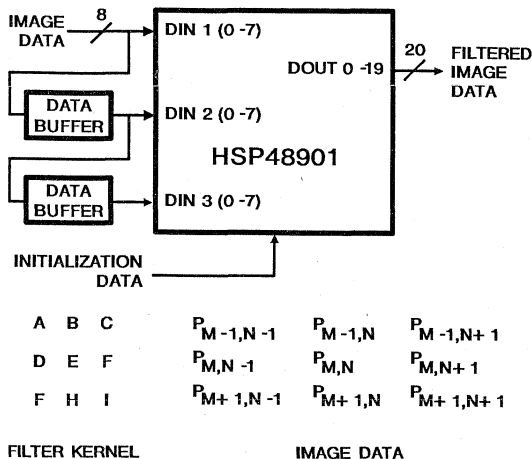 IMAGE DATA
8
DIN 1 (0 -7)
20
FILTERED IMAGE DATA
DOUT 0 -19
DATA BUFFER
DIN 2 (0 -7)
HSP48901
DATA BUFFER
DIN 3 (0 -7)
INITIALIZATION DATA
A B C P M -1,N -1 P M -1,N P M -1,N+ 1
D E F P M,N -1 P M,N P M,N+ 1
F H I P M+ 1,N -1 P M+ 1,N P M+ 1,N+ 1
FILTER KERNEL IMAGE DATA